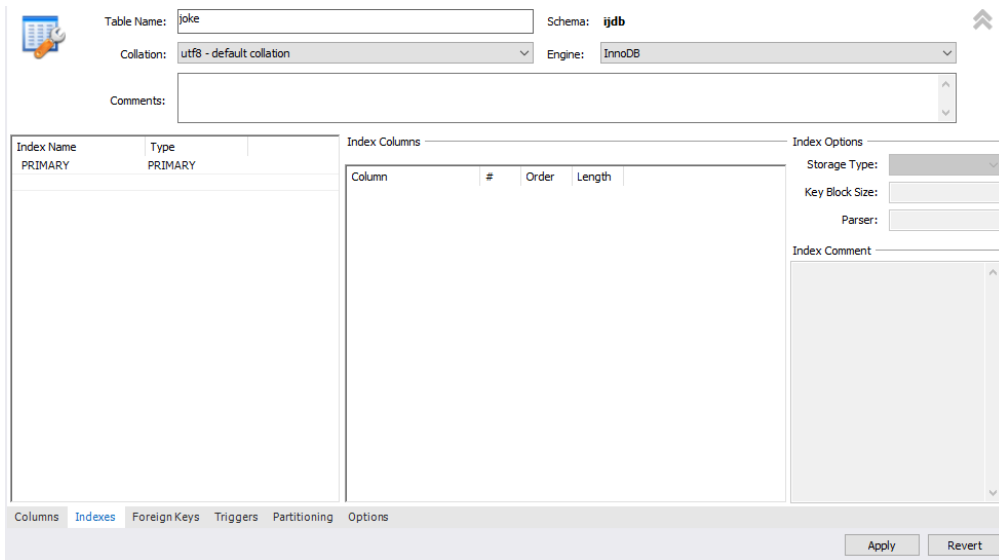 Table Name: joke Schema: ijdb
Collation: utf8 - default collation Engine: InnoDB
Comments:
Index Name Type
PRIMARY PRIMARY
Index Columns
Column # Order Length
Index Options
Storage Type:
Key Block Size:
Parser:
Index Comment
Columns Indexes Foreign Keys Triggers Partitioning Options
Apply Revert